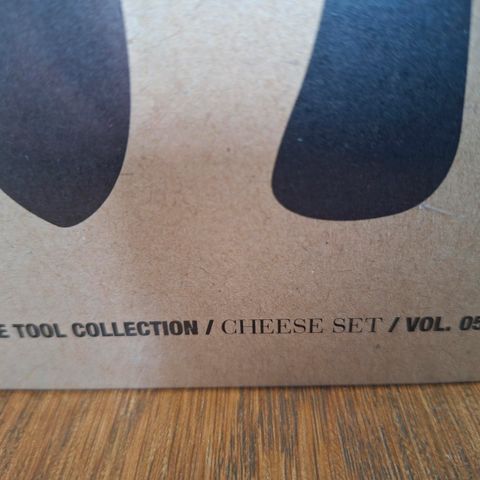 E TOOL COLLECTION / CHEESE SET / VOL. 05